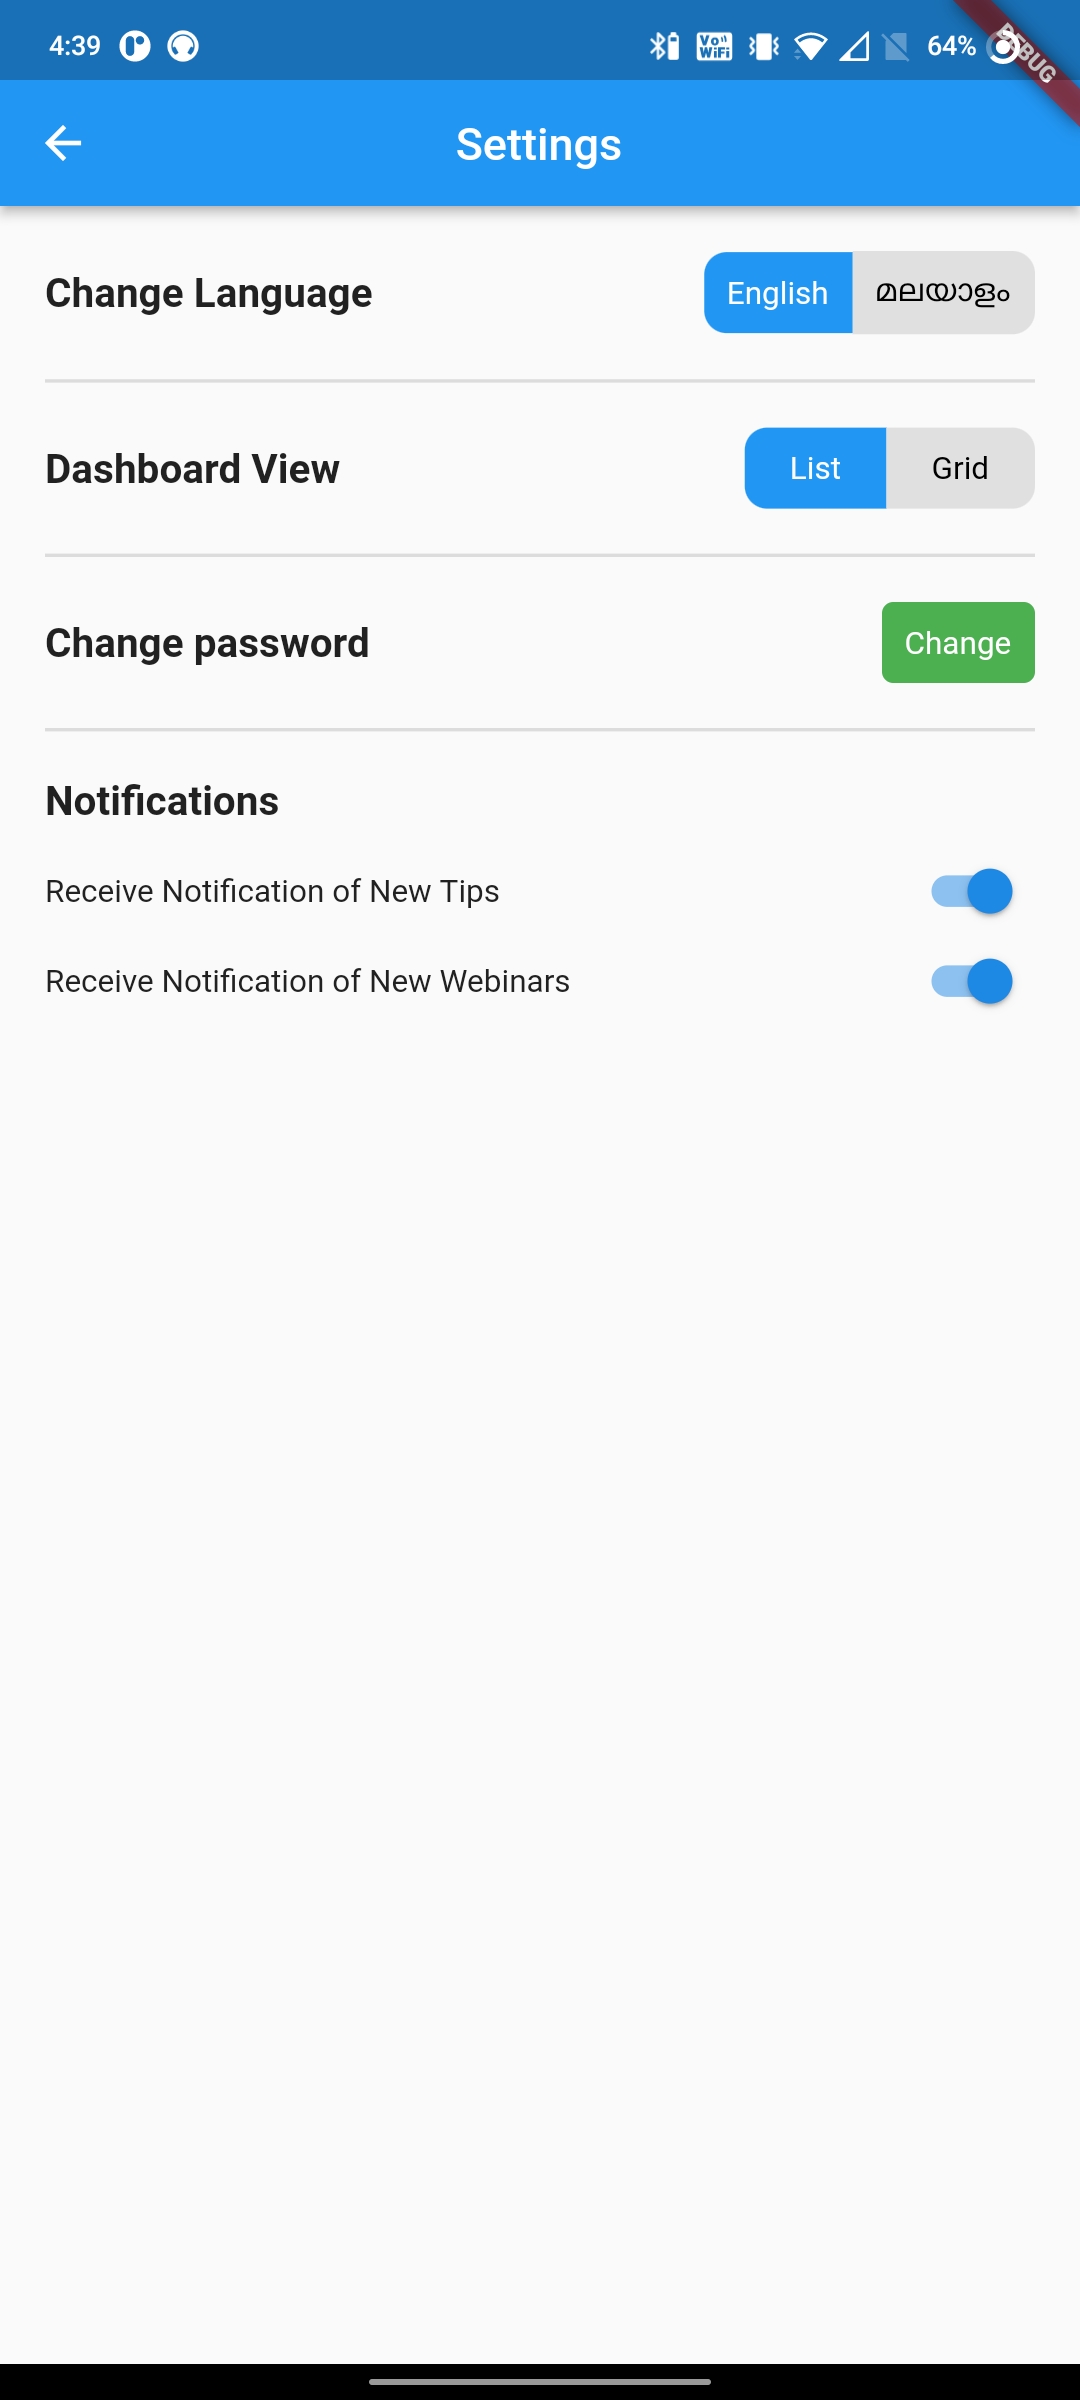 4:39
Vo)) WiFi
64%
DEBUG
Settings
Change Language
English മലയാളം
Dashboard View
List Grid
Change password
Change
Notifications
Receive Notification of New Tips
Receive Notification of New Webinars